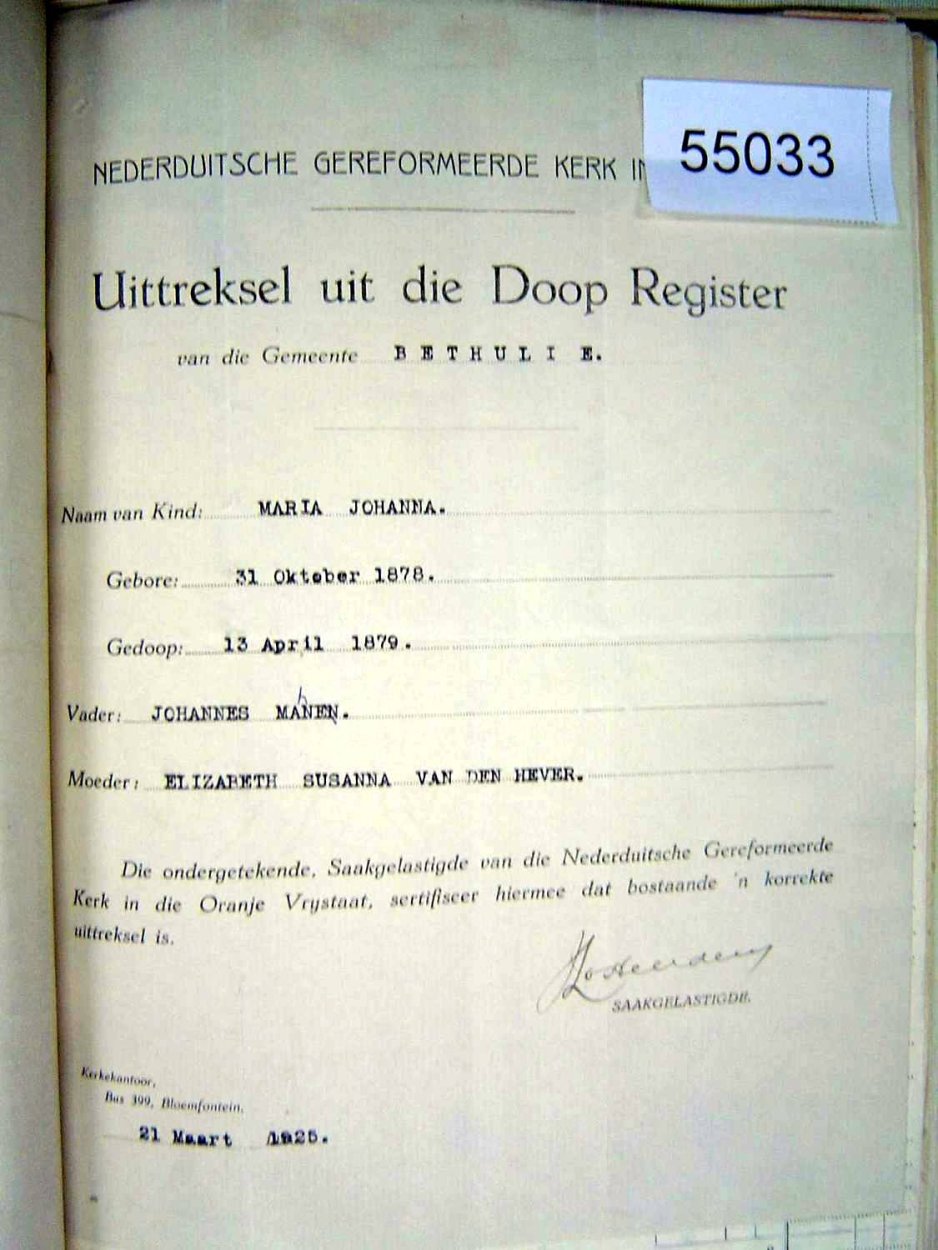 55033
NEDERDUITSCHE GEREFORMEERDE KERK IN
Uittreksel uit die Doop Register
van die Gemeente BETHULIE.
Naam van Kind: MARIA JOHANNA.
Gebore: 31 Oktober 1878.
Gedoop: 13 April 1879.
Vader: JOHANNES MANEN.
h
Moeder: ELIZABETH SUSANNA VAN DEN HEVER.
Die ondergetekende, Saakgelastigde van die Nederduitsche Gereformeerde
Kerk in die Oranje Vrystaat, sertifiseer hiermee dat bostaande 'n korrekte
uittreksel is.
SAAKGELASTIGDE.
Kerkekantoor,
Bus 399, Bloemfontein.
21 Maart 1925.